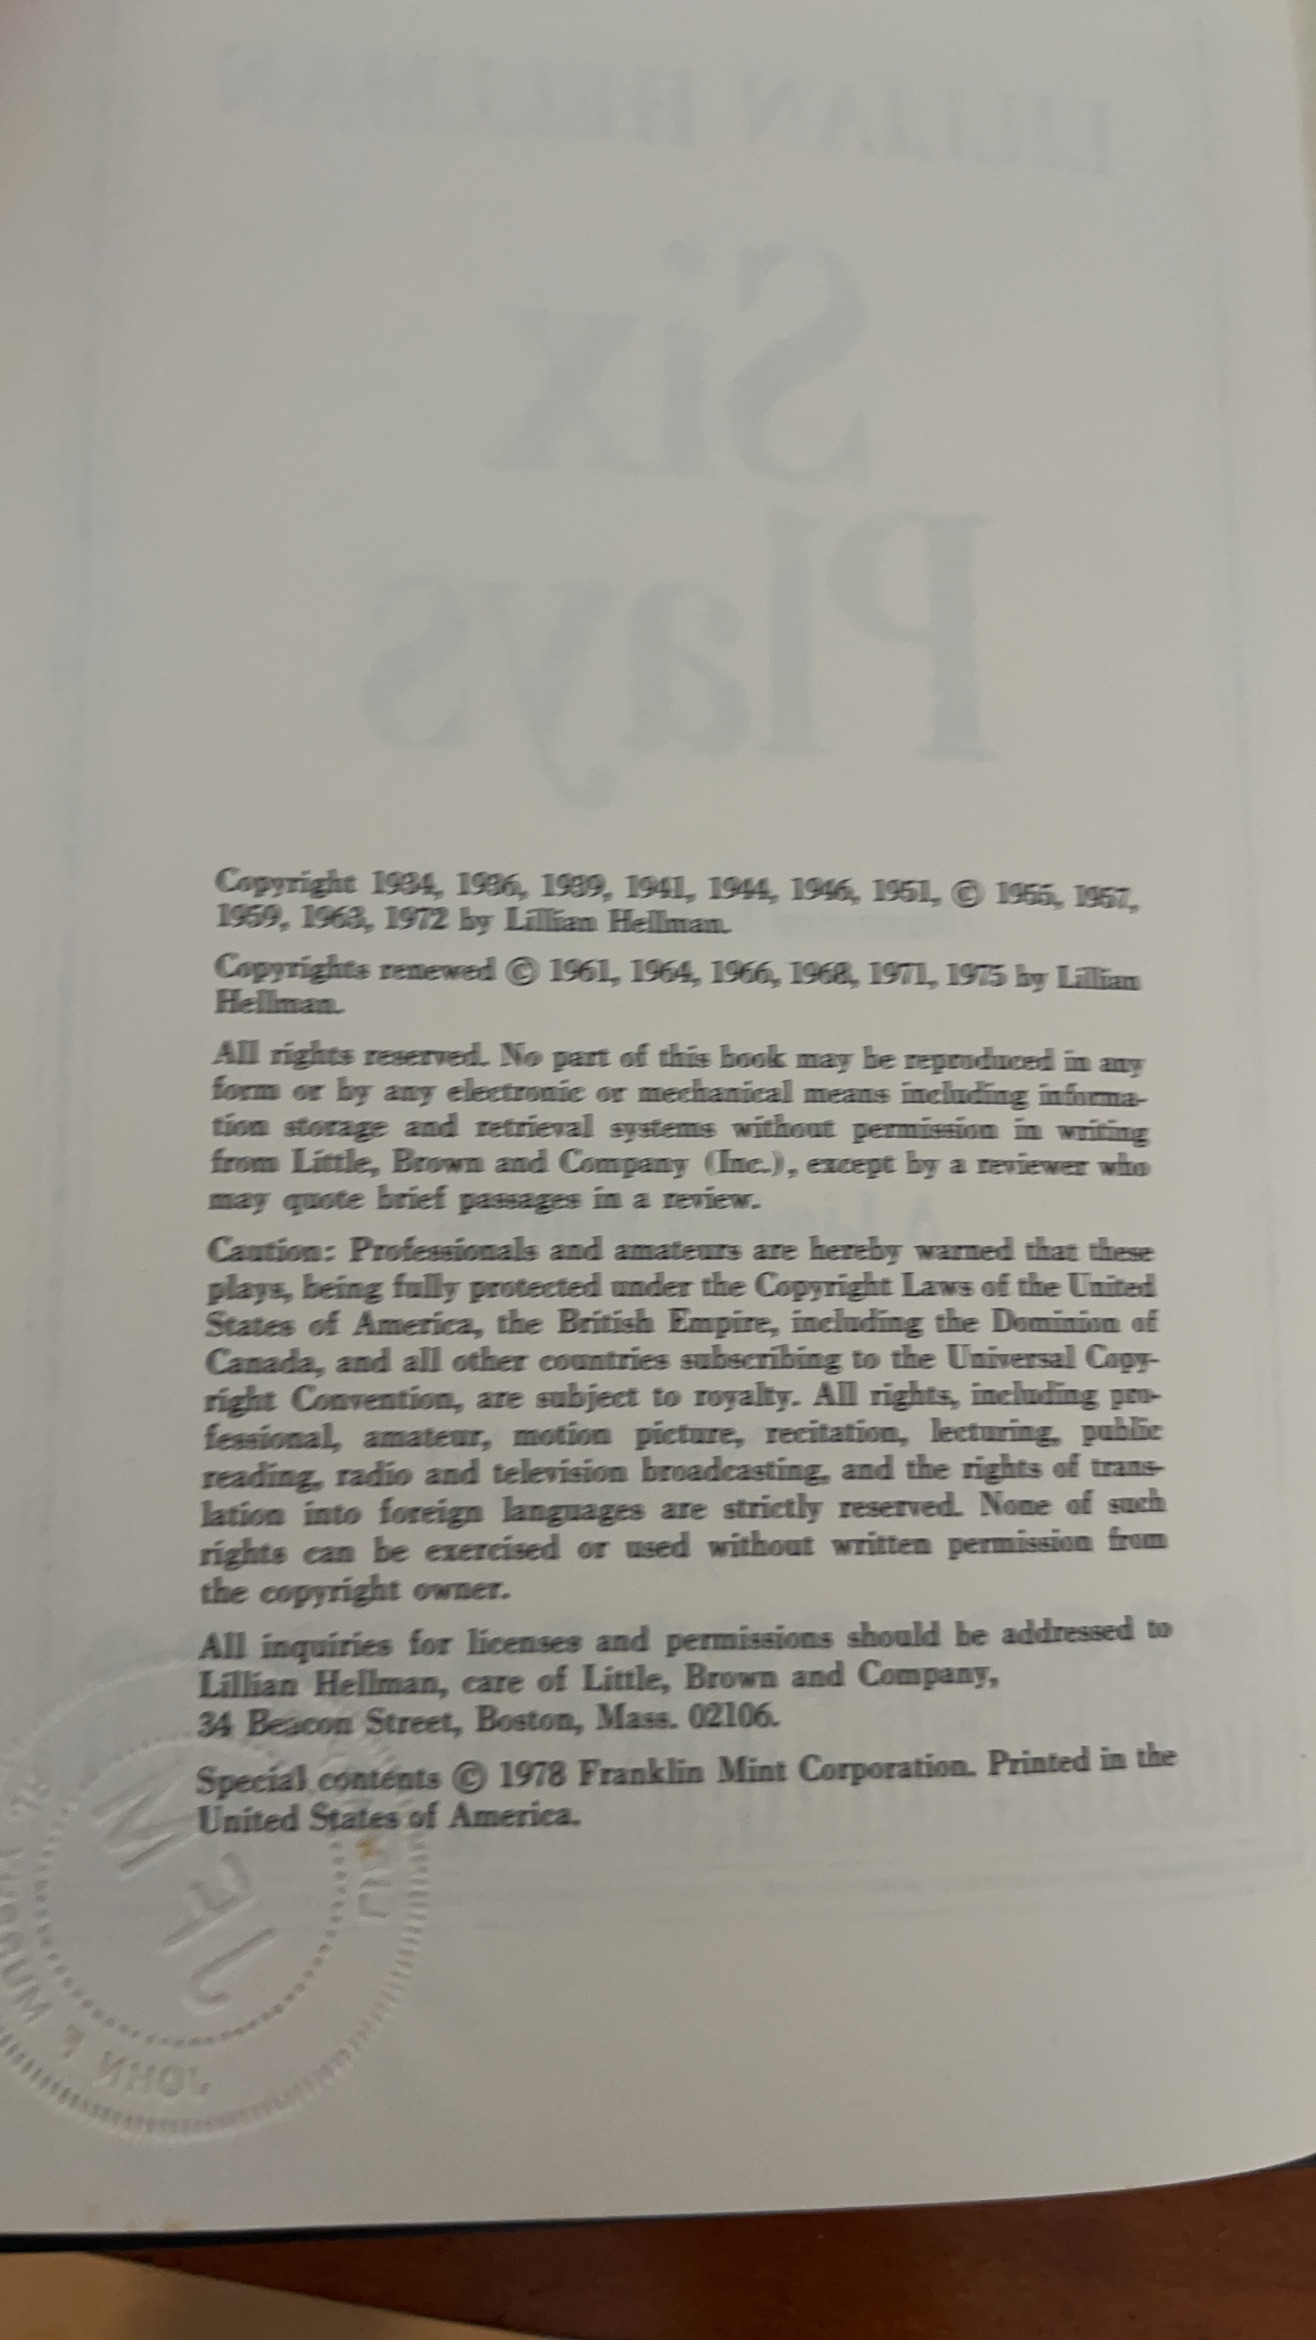 LILLIAN HELLMAN
Six
Plays
Copyright 1934, 1936, 1939, 1941, 1944, 1946, 1951, © 1955, 1957,
1959, 1963, 1972 by Lillian Hellman.
Copyrights renewed © 1961, 1964, 1966, 1968, 1971, 1975 by Lillian
Hellman.
All rights reserved. No part of this book may be reproduced in any
form or by any electronic or mechanical means including informa-
tion storage and retrieval systems without permission in writing
from Little, Brown and Company (Inc.), except by a reviewer who
may quote brief passages in a review.
Caution: Professionals and amateurs are hereby warned that these
plays, being fully protected under the Copyright Laws of the United
States of America, the British Empire, including the Dominion of
Canada, and all other countries subscribing to the Universal Copy-
right Convention, are subject to royalty. All rights, including pro-
fessional, amateur, motion picture, recitation, lecturing, public
reading, radio and television broadcasting, and the rights of trans-
lation into foreign languages are strictly reserved. None of such
rights can be exercised or used without written permission from
the copyright owner.
All inquiries for licenses and permissions should be addressed to
Lillian Hellman, care of Little, Brown and Company,
34 Beacon Street, Boston, Mass. 02106.
Special contents © 1978 Franklin Mint Corporation. Printed in the
United States of America.
JFM
JOHN F